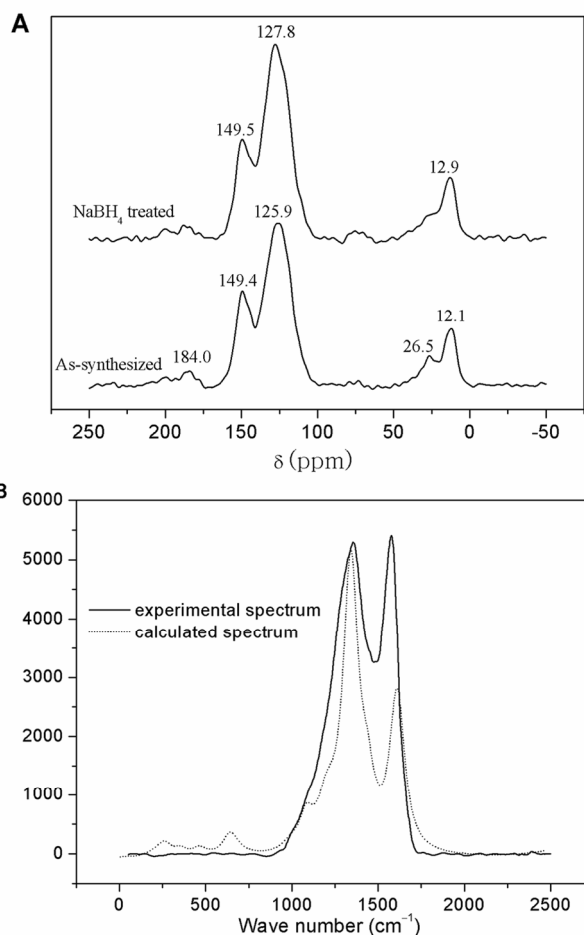 A
127.8
149.5
12.9
NaBH4 treated
125.9
149.4
12.1
26.5
184.0
As-synthesized
250 200 150 100 50 0 -50
δ (ppm)
B
6000
5000
experimental spectrum
4000
calculated spectrum
3000
2000
1000
0
0 500 1000 1500 2000 2500
Wave number (cm⁻¹)